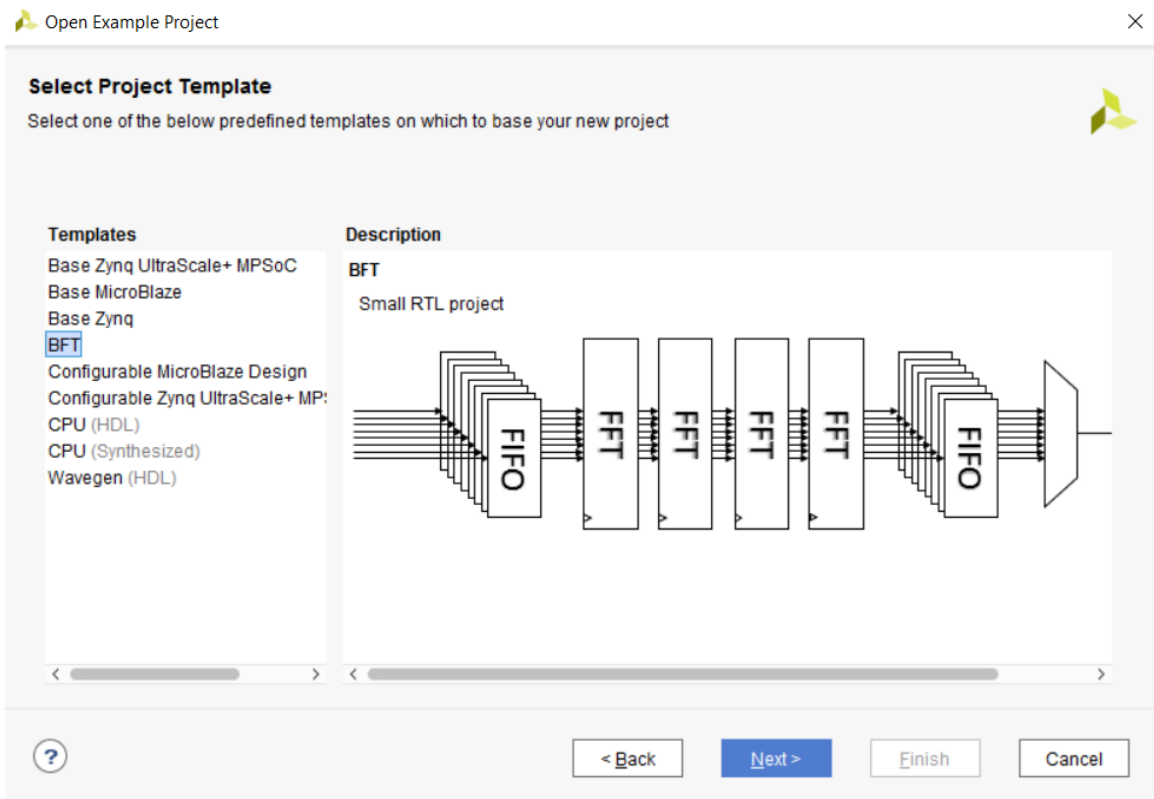 Open Example Project
Select Project Template
Select one of the below predefined templates on which to base your new project
Templates
Base Zynq UltraScale+ MPSoC
Base MicroBlaze
Base Zynq
BFT
Configurable MicroBlaze Design
Configurable Zynq UltraScale+ MP
CPU (HDL)
CPU (Synthesized)
Wavegen (HDL)
Description
BFT
Small RTL project
FIFO
FFT
FFT
FFT
FFT
FIFO
?
< Back
Next >
Finish
Cancel